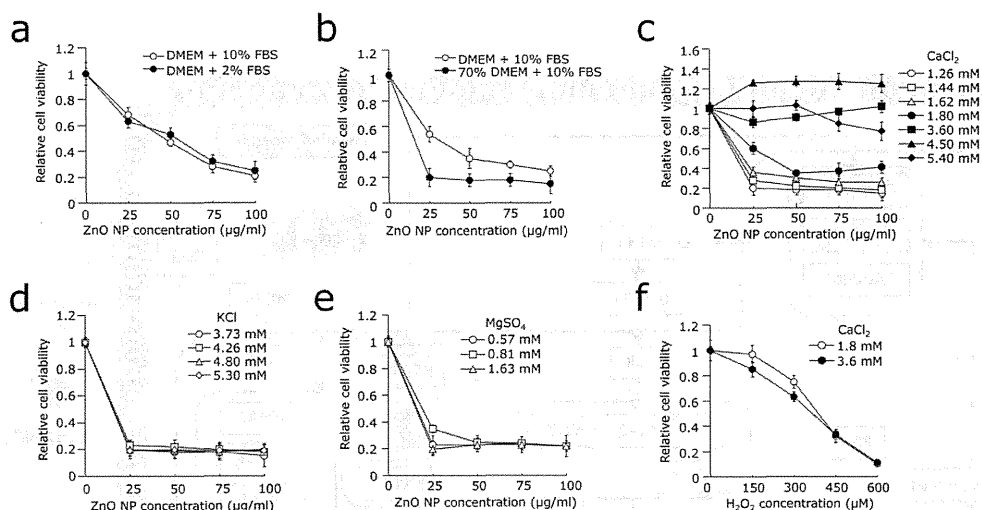 a
Relative cell viability
1.2
1
0.8
0.6
0.4
0.2
0
DMEM + 10% FBS
DMEM + 2% FBS
0 25 50 75 100
ZnO NP concentration (µg/ml)
b
Relative cell viability
1.2
1
0.8
0.6
0.4
0.2
0
DMEM + 10% FBS
70% DMEM + 10% FBS
0 25 50 75 100
ZnO NP concentration (µg/ml)
c
Relative cell viability
1.6
1.4
1.2
1
0.8
0.6
0.4
0.2
0
CaCl2
1.26 mM
1.44 mM
1.62 mM
1.80 mM
3.60 mM
4.50 mM
5.40 mM
0 25 50 75 100
ZnO NP concentration (µg/ml)
d
Relative cell viability
1.2
1
0.8
0.6
0.4
0.2
0
KCl
3.73 mM
4.26 mM
4.80 mM
5.30 mM
0 25 50 75 100
ZnO NP concentration (µg/ml)
e
Relative cell viability
1.2
1
0.8
0.6
0.4
0.2
0
MgSO4
0.57 mM
0.81 mM
1.63 mM
0 25 50 75 100
ZnO NP concentration (µg/ml)
f
Relative cell viability
1.2
1
0.8
0.6
0.4
0.2
0
CaCl2
1.8 mM
3.6 mM
0 150 300 450 600
H2O2 concentration (µM)